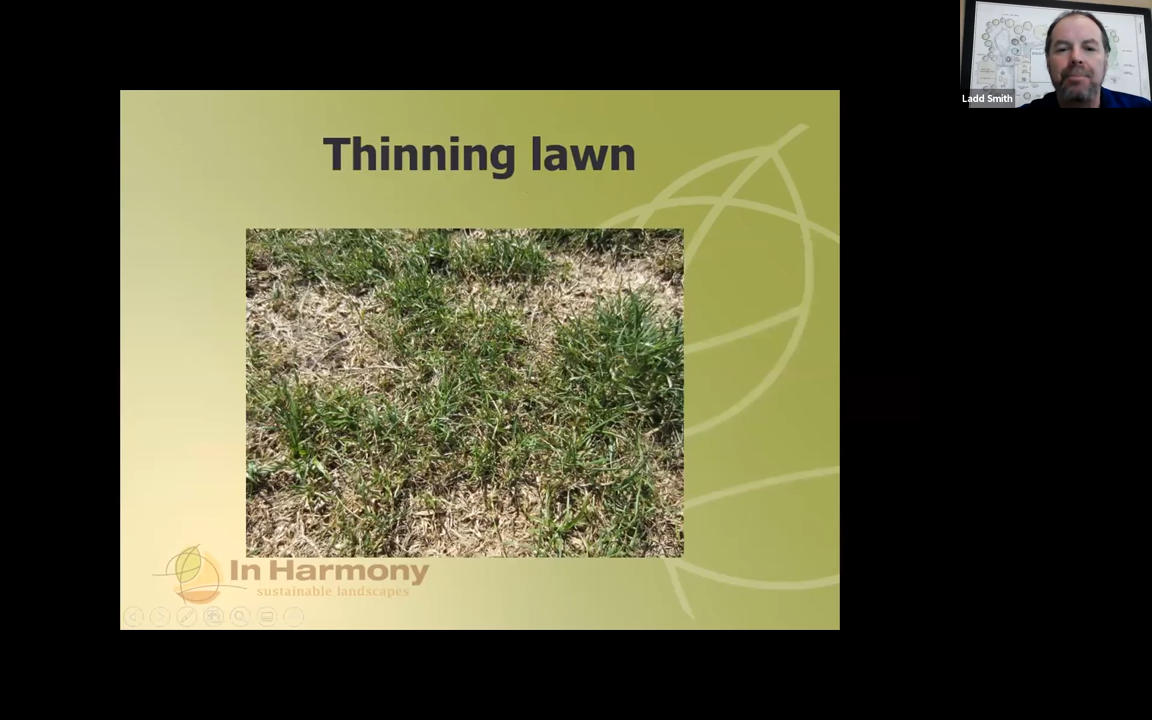 Thinning lawn
In Harmony
sustainable landscapes
Ladd Smith